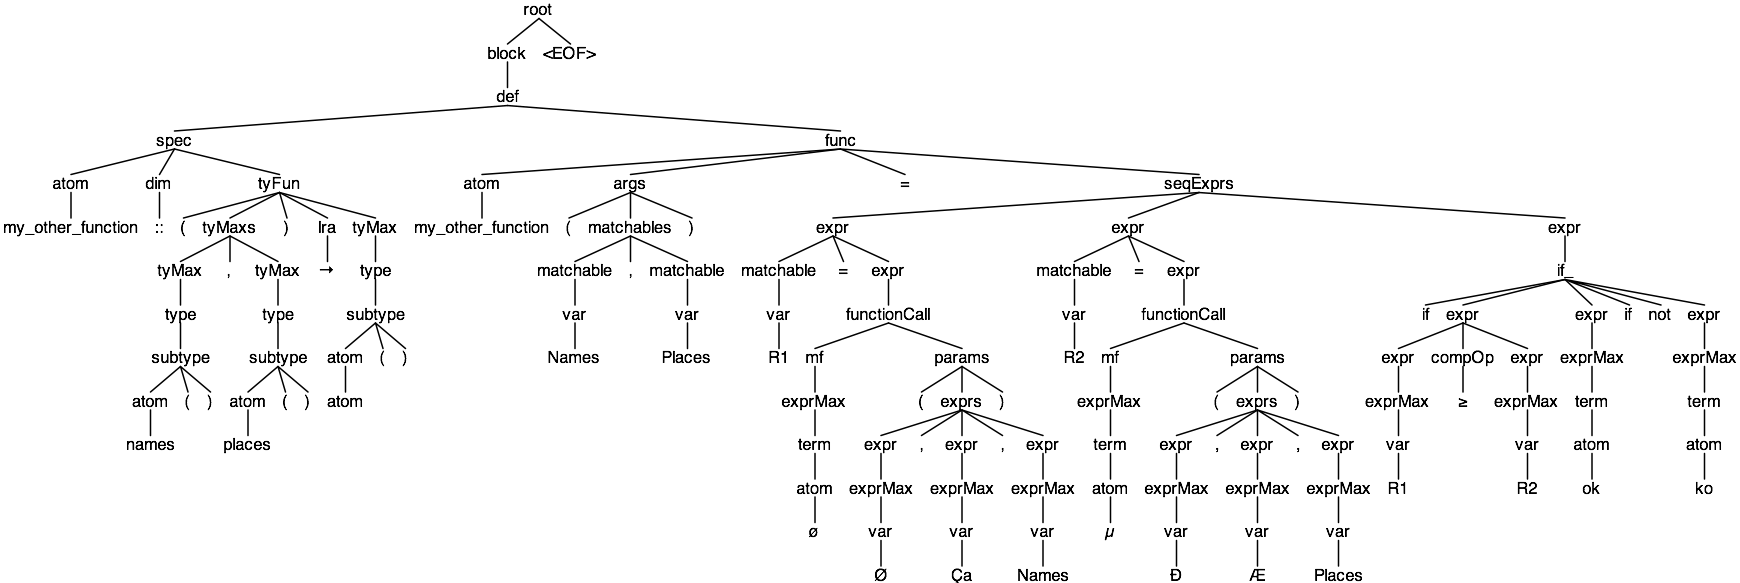 root
block <EOF>
def
spec func
atom dim tyFun atom args = seqExprs
my_other_function :: ( tyMaxs ) lra tyMax my_other_function ( matchables ) expr expr expr
tyMax , tyMax → type matchable , matchable matchable = expr matchable = expr if_
type type subtype var var var functionCall var functionCall if expr expr if not expr
subtype subtype atom ( ) Names Places R1 mf params R2 mf params expr compOp expr exprMax exprMax
atom ( ) atom ( ) atom exprMax ( exprs ) exprMax ( exprs ) exprMax ≥ exprMax term term
names places term expr , expr , expr term expr , expr , expr var var atom atom
atom exprMax exprMax exprMax atom exprMax exprMax exprMax R1 R2 ok ko
ø var var var µ var var var
Ø Ça Names Ð Æ Places